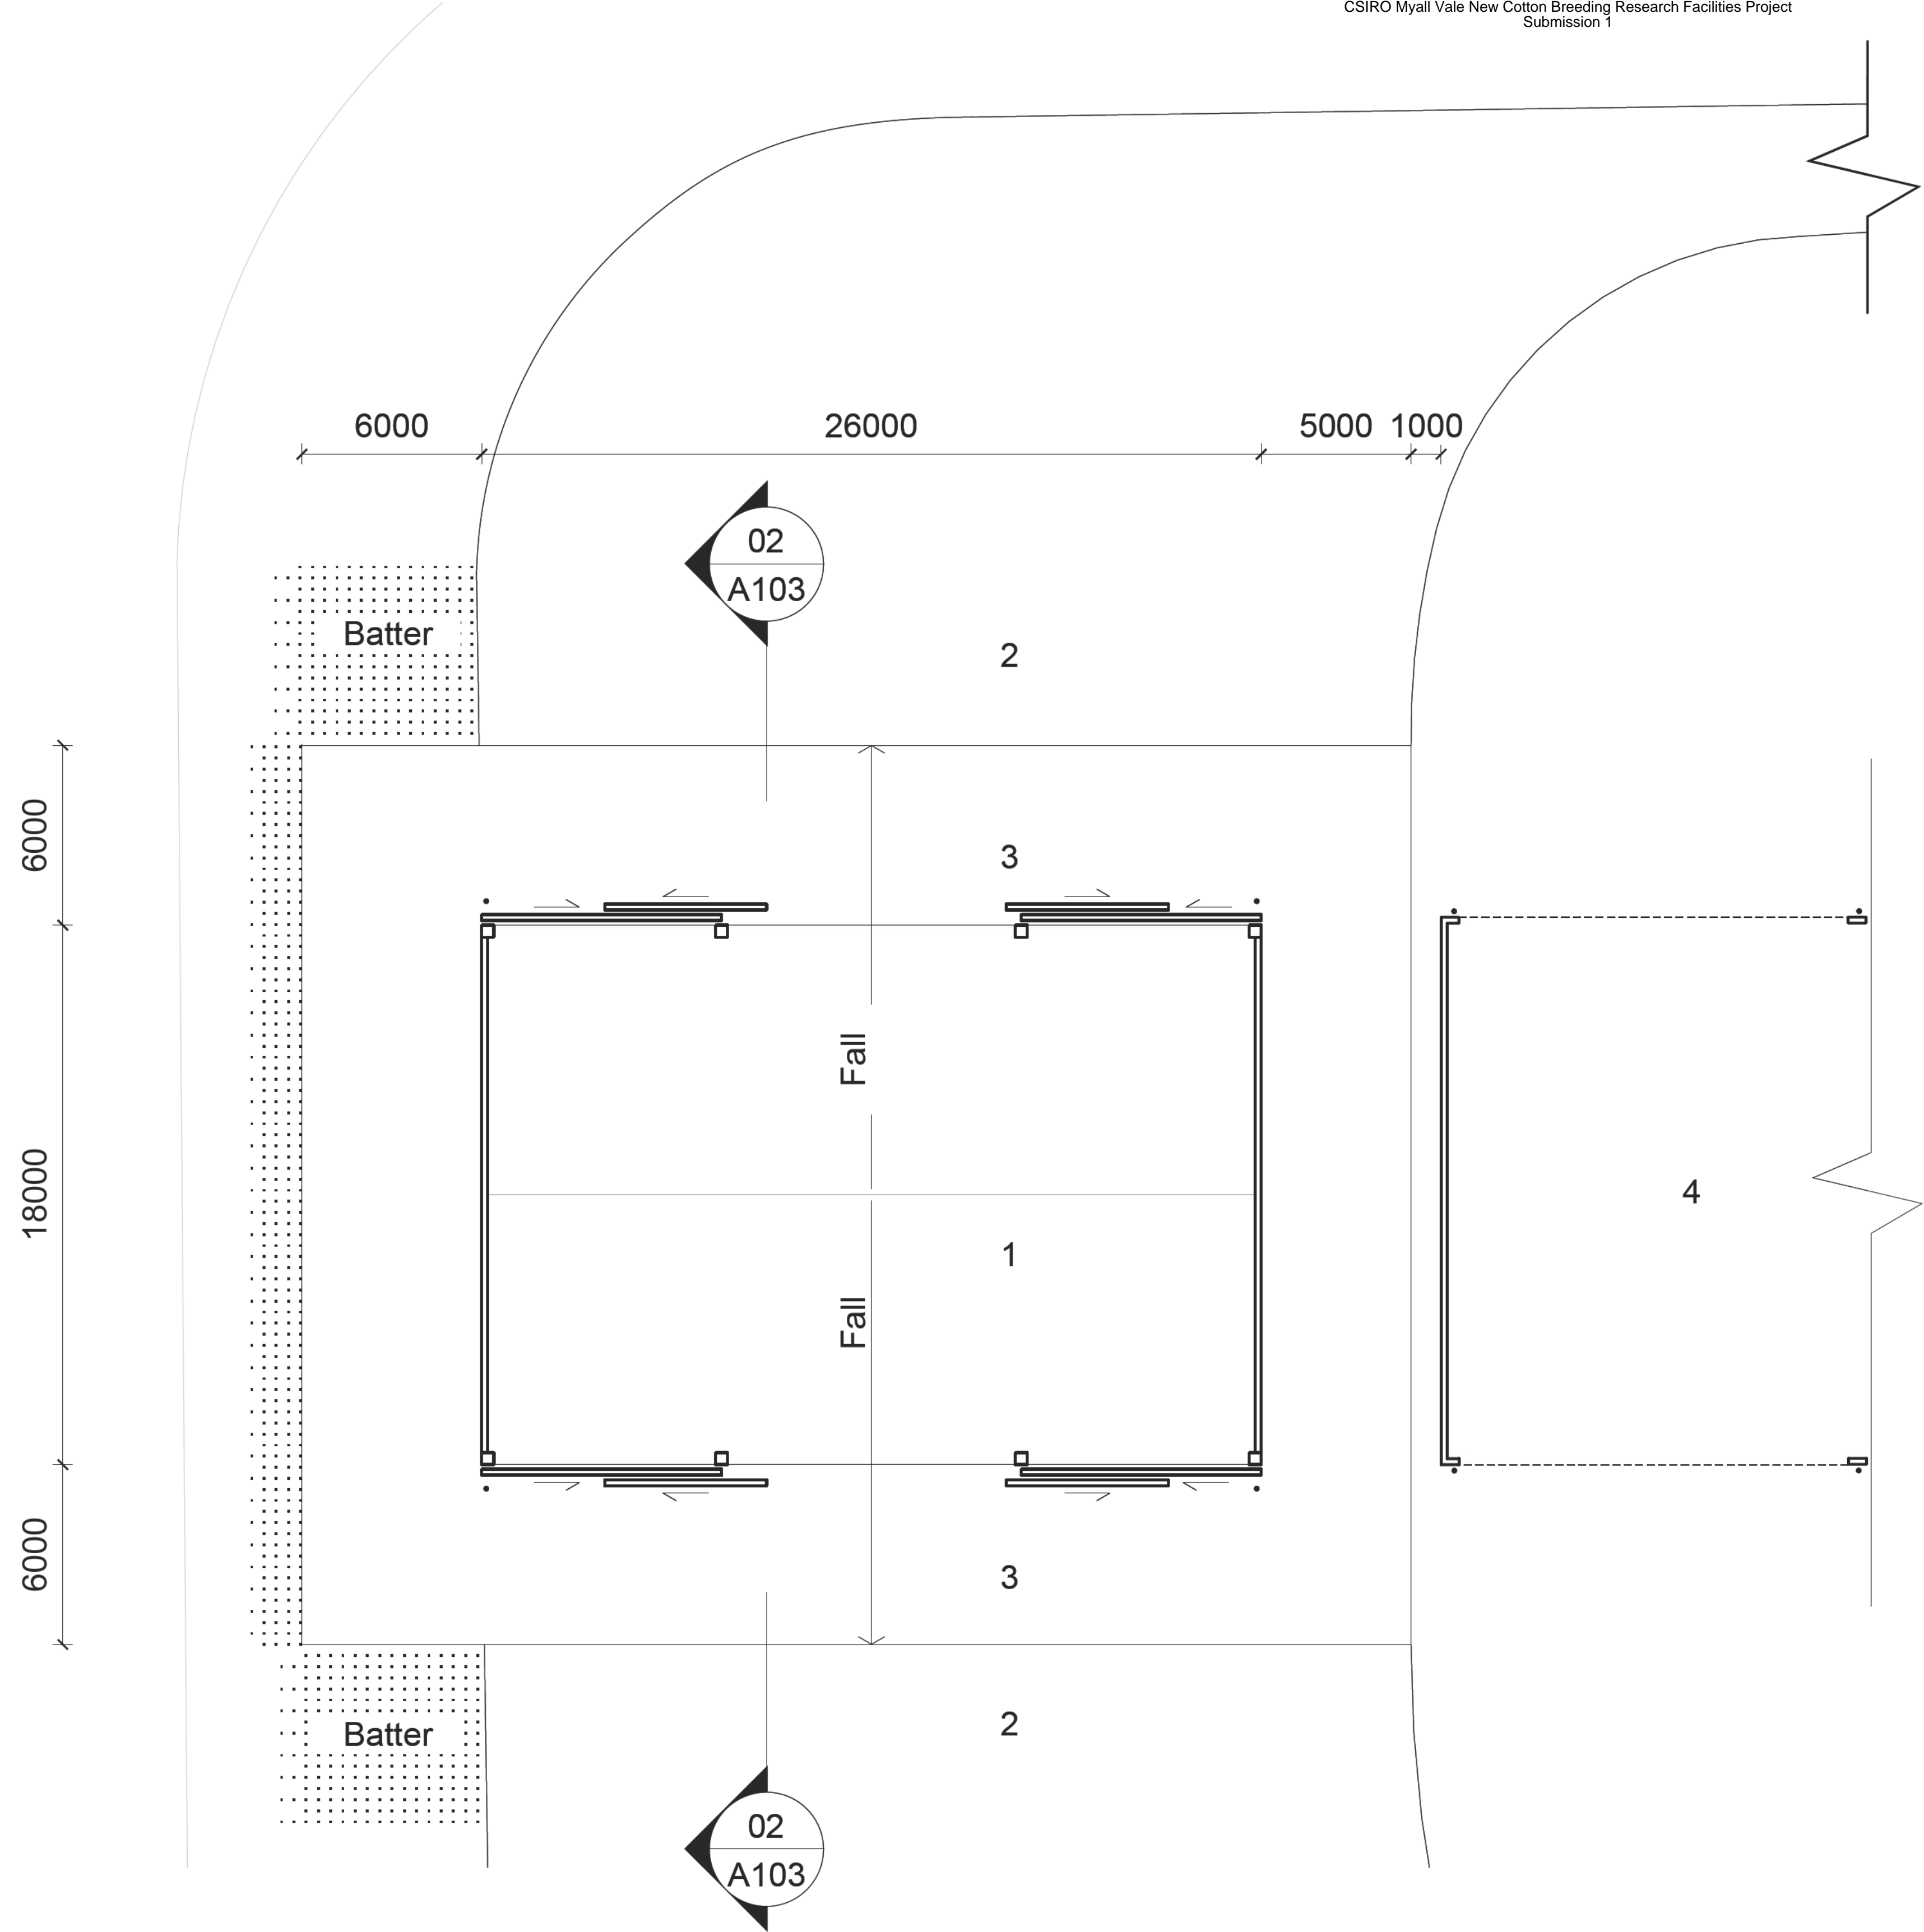 CSIRO Myall Vale New Cotton Breeding Research Facilities Project
Submission 1
6000
26000
5000
1000
02
A103
Batter
2
6000
3
Fall
18000
4
1
Fall
6000
3
Batter
2
02
A103